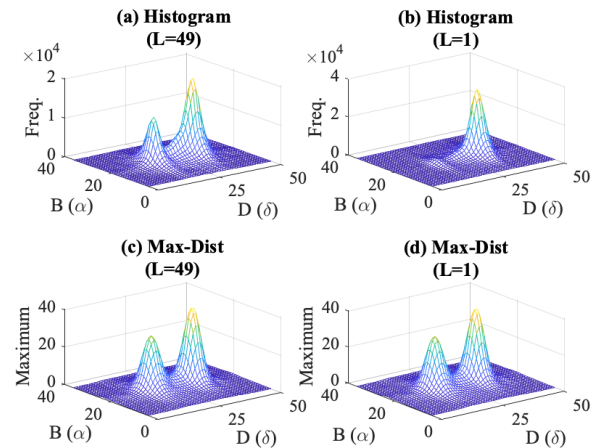 (a) Histogram
(L=49)
×10⁴
2
1
0
Freq.
40
20
0
B (α)
25
50
D (δ)
(b) Histogram
(L=1)
×10⁴
4
2
0
Freq.
40
20
0
B (α)
25
50
D (δ)
(c) Max-Dist
(L=49)
40
20
0
Maximum
40
20
0
B (α)
25
50
D (δ)
(d) Max-Dist
(L=1)
40
20
0
Maximum
40
20
0
B (α)
25
50
D (δ)